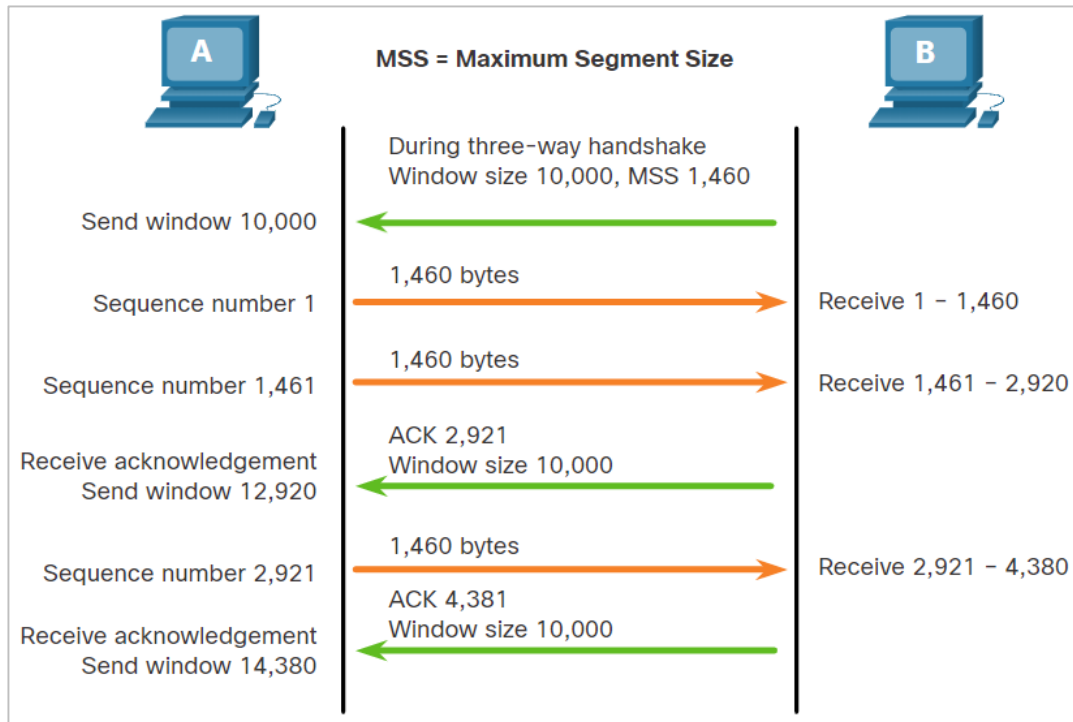 A
MSS = Maximum Segment Size
B
During three-way handshake
Window size 10,000, MSS 1,460
Send window 10,000
1,460 bytes
Sequence number 1
Receive 1 – 1,460
1,460 bytes
Sequence number 1,461
Receive 1,461 – 2,920
ACK 2,921
Window size 10,000
Receive acknowledgement
Send window 12,920
1,460 bytes
Sequence number 2,921
Receive 2,921 – 4,380
ACK 4,381
Window size 10,000
Receive acknowledgement
Send window 14,380